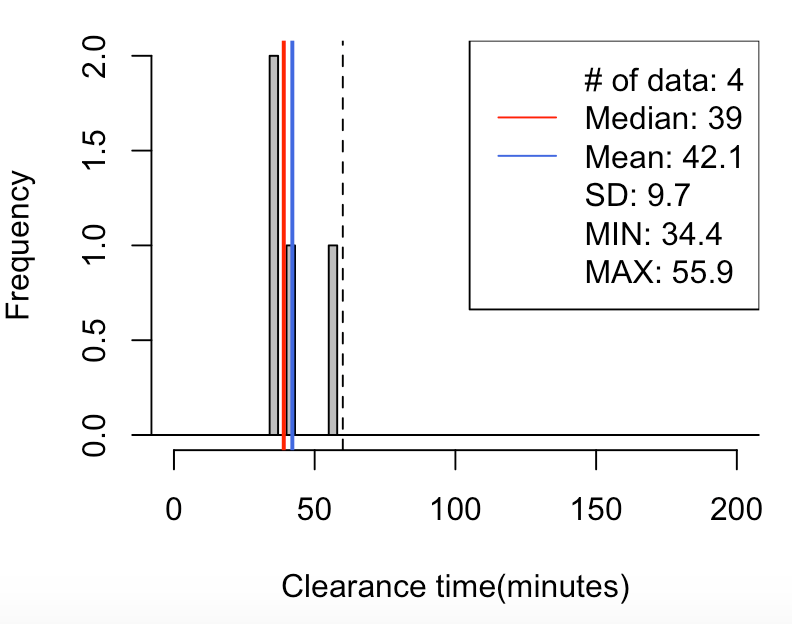 # of data: 4
Median: 39
Mean: 42.1
SD: 9.7
MIN: 34.4
MAX: 55.9
Frequency
2.0
1.5
1.0
0.5
0.0
0 50 100 150 200
Clearance time(minutes)